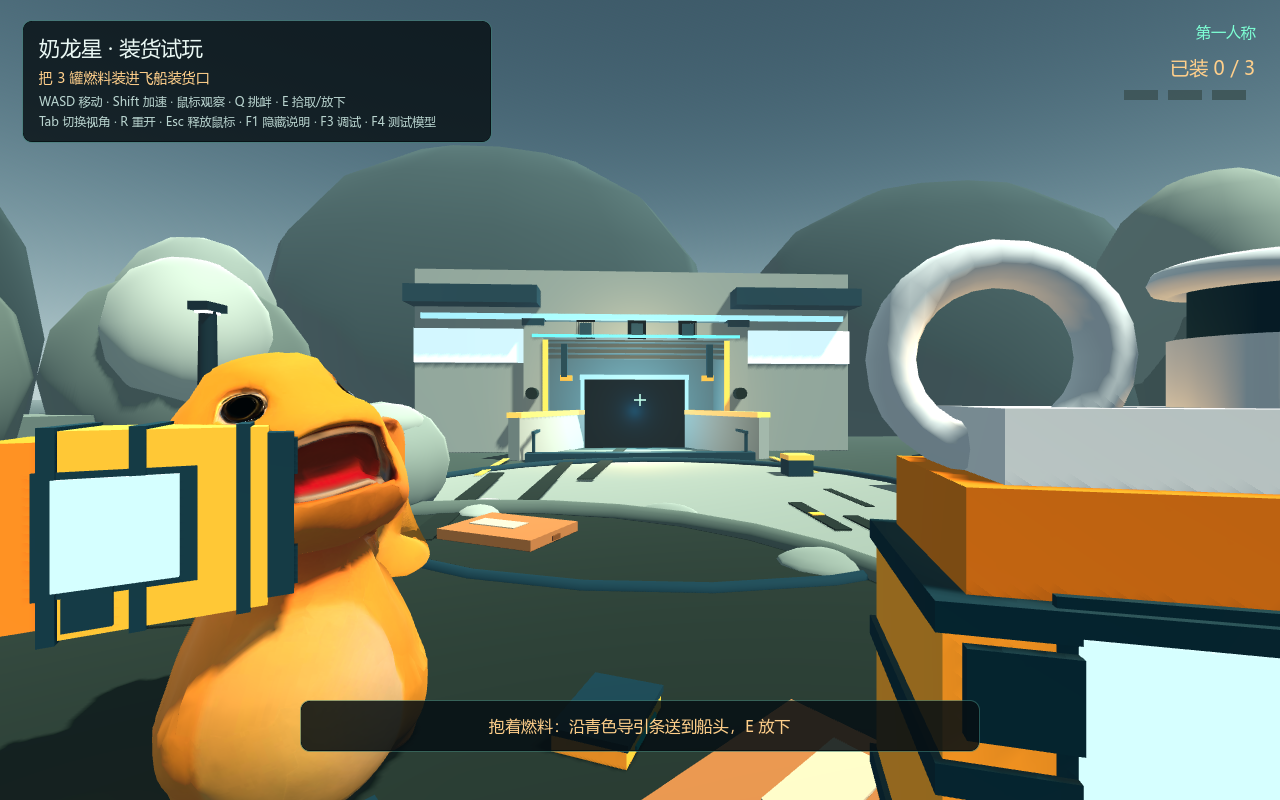 奶龙星 · 装货试玩
把 3 罐燃料装进飞船装货口
WASD 移动 · Shift 加速 · 鼠标观察 · Q 挑衅 · E 拾取/放下
Tab 切换视角 · R 重开 · Esc 释放鼠标 · F1 隐藏说明 · F3 调试 · F4 测试模型
第一人称
已装 0 / 3
抱着燃料：沿青色导引条送到船头，E 放下